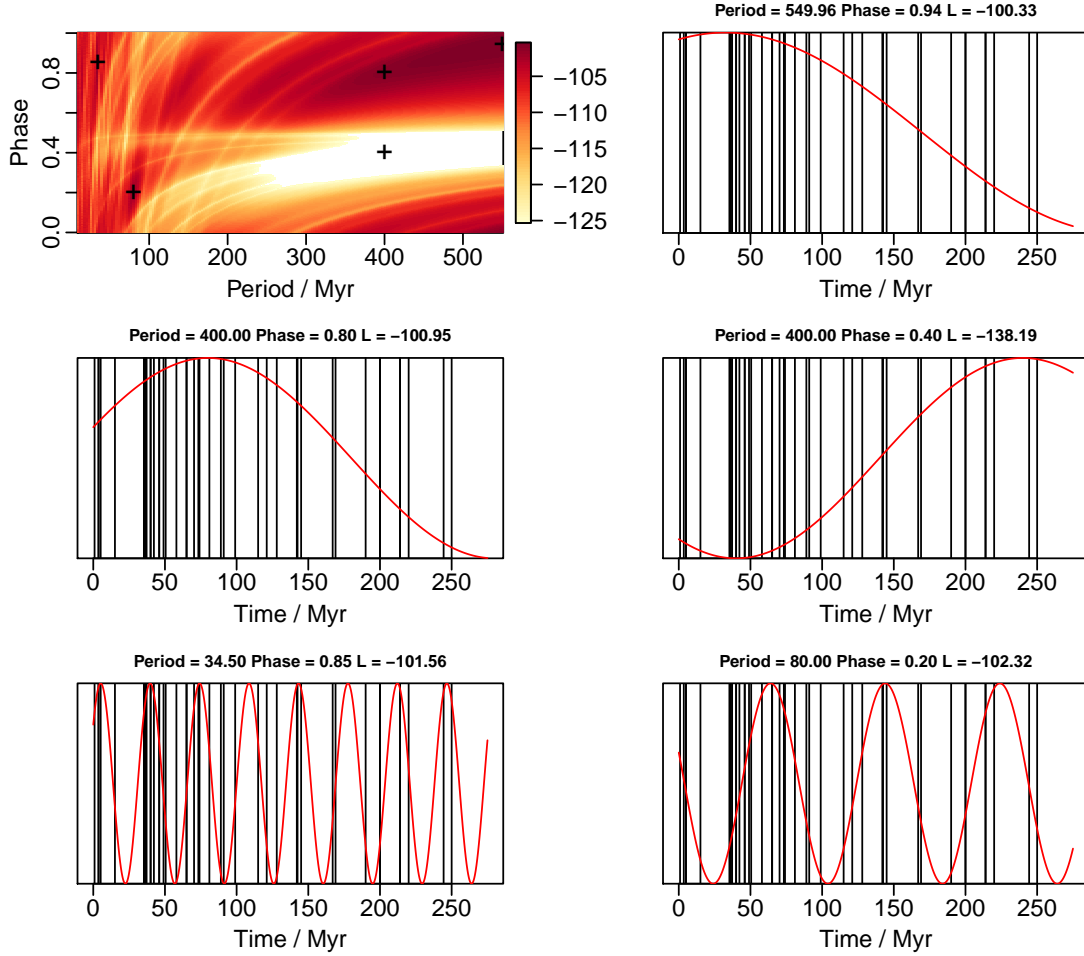 Period = 549.96 Phase = 0.94 L = −100.33
Phase
0.0 0.4 0.8
100 200 300 400 500
Period / Myr
−105
−110
−115
−120
−125
0 50 100 150 200 250
Time / Myr
Period = 400.00 Phase = 0.80 L = −100.95
0 50 100 150 200 250
Time / Myr
Period = 400.00 Phase = 0.40 L = −138.19
0 50 100 150 200 250
Time / Myr
Period = 34.50 Phase = 0.85 L = −101.56
0 50 100 150 200 250
Time / Myr
Period = 80.00 Phase = 0.20 L = −102.32
0 50 100 150 200 250
Time / Myr